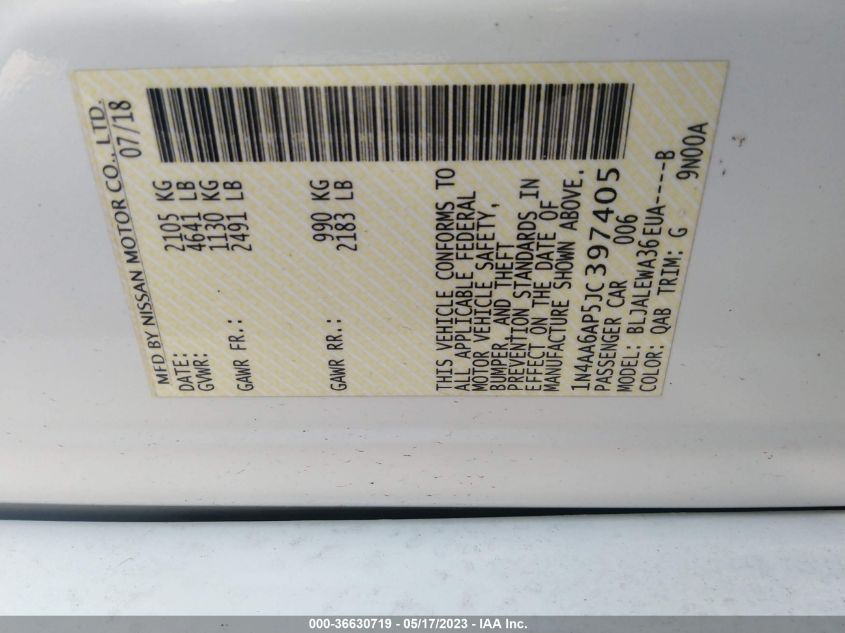 MFD BY NISSAN MOTOR CO., LTD.
DATE: 07/18
GVWR: 2105 KG
4641 LB
GAWR FR.: 1130 KG
2491 LB
GAWR RR.: 990 KG
2183 LB
THIS VEHICLE CONFORMS TO
ALL APPLICABLE FEDERAL
MOTOR VEHICLE SAFETY,
BUMPER, AND THEFT
PREVENTION STANDARDS IN
EFFECT ON THE DATE OF
MANUFACTURE SHOWN ABOVE.
1N4AA6AP5JC397405
PASSENGER CAR 006
MODEL: BLJALEWA36EUA-----B
COLOR: QAB TRIM: G 9N00A
000-36630719 - 05/17/2023 - IAA Inc.